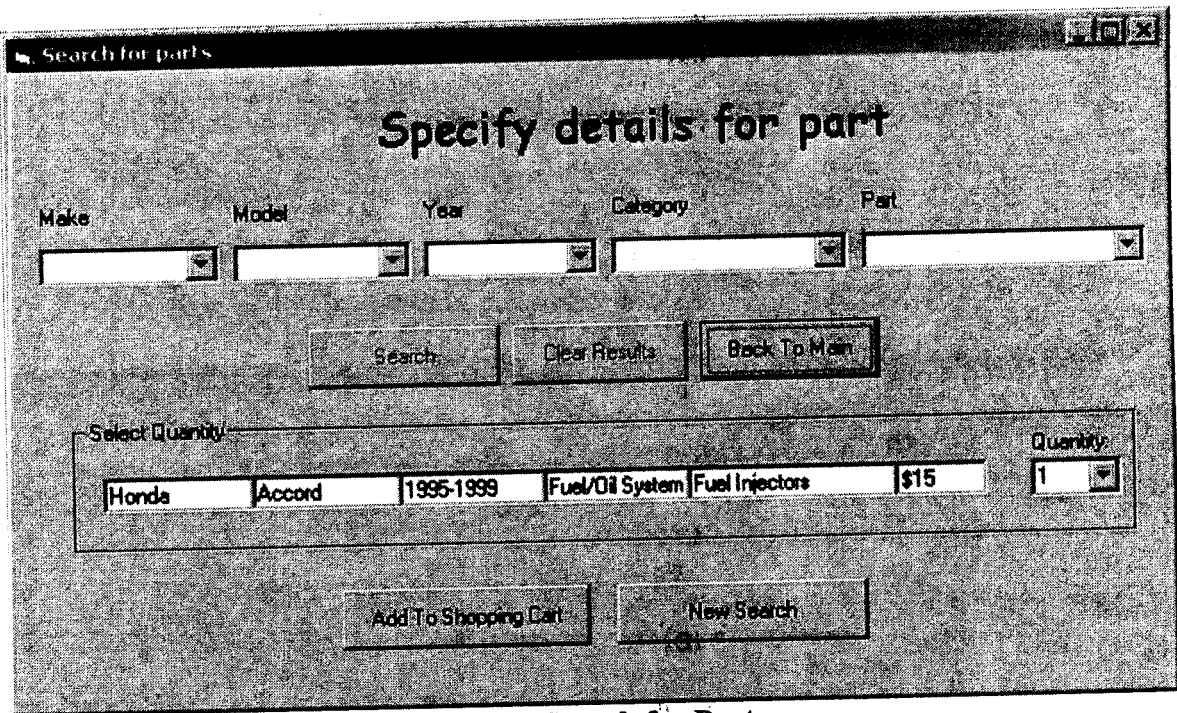 Search for parts
Specify details for part
Make Model Year Category Part
Search Clear Results Back To Main
Select Quantity
Quantity:
Honda Accord 1995-1999 Fuel/Oil System Fuel Injectors $15 1
Add To Shopping Cart New Search